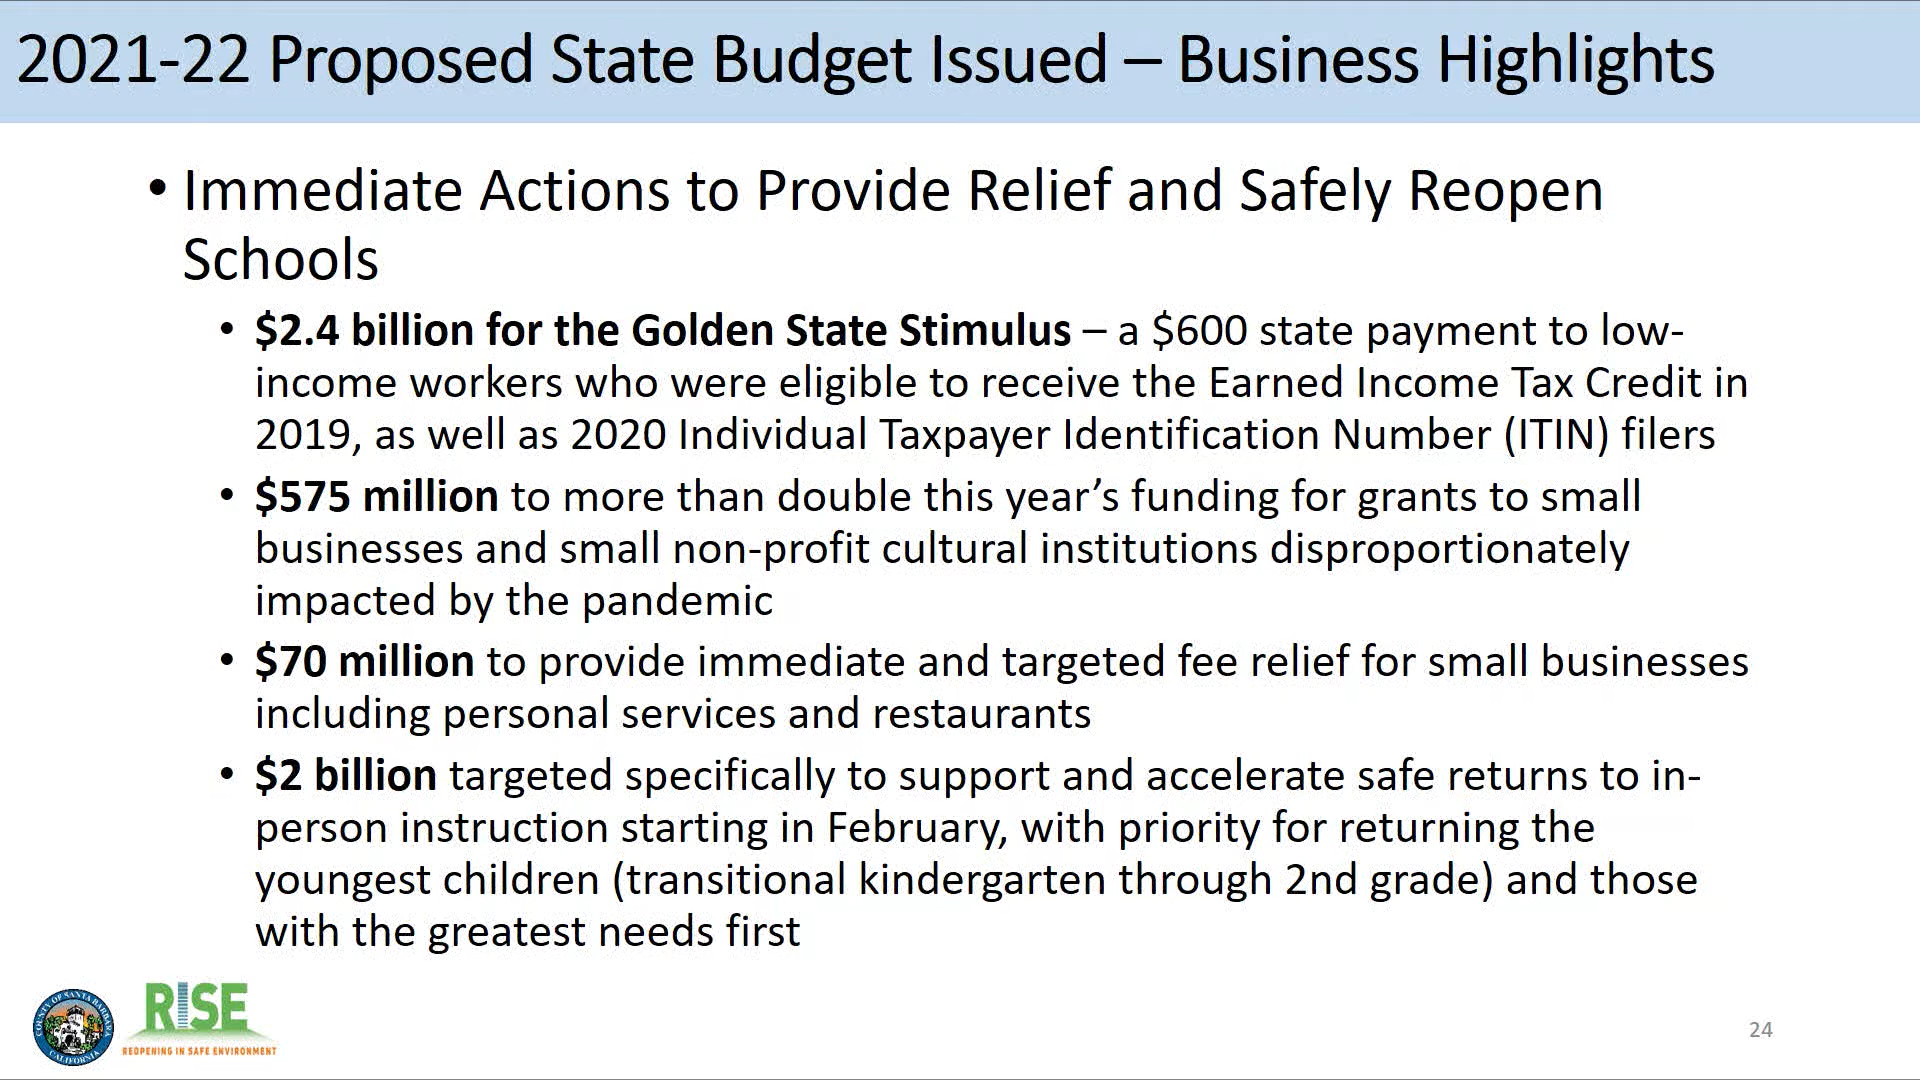 2021-22 Proposed State Budget Issued – Business Highlights
• Immediate Actions to Provide Relief and Safely Reopen
Schools
• $2.4 billion for the Golden State Stimulus – a $600 state payment to low-
income workers who were eligible to receive the Earned Income Tax Credit in
2019, as well as 2020 Individual Taxpayer Identification Number (ITIN) filers
• $575 million to more than double this year’s funding for grants to small
businesses and small non-profit cultural institutions disproportionately
impacted by the pandemic
• $70 million to provide immediate and targeted fee relief for small businesses
including personal services and restaurants
• $2 billion targeted specifically to support and accelerate safe returns to in-
person instruction starting in February, with priority for returning the
youngest children (transitional kindergarten through 2nd grade) and those
with the greatest needs first
COUNTY OF SANTA BARBARA
CALIFORNIA
RISE
REOPENING IN SAFE ENVIRONMENT
24